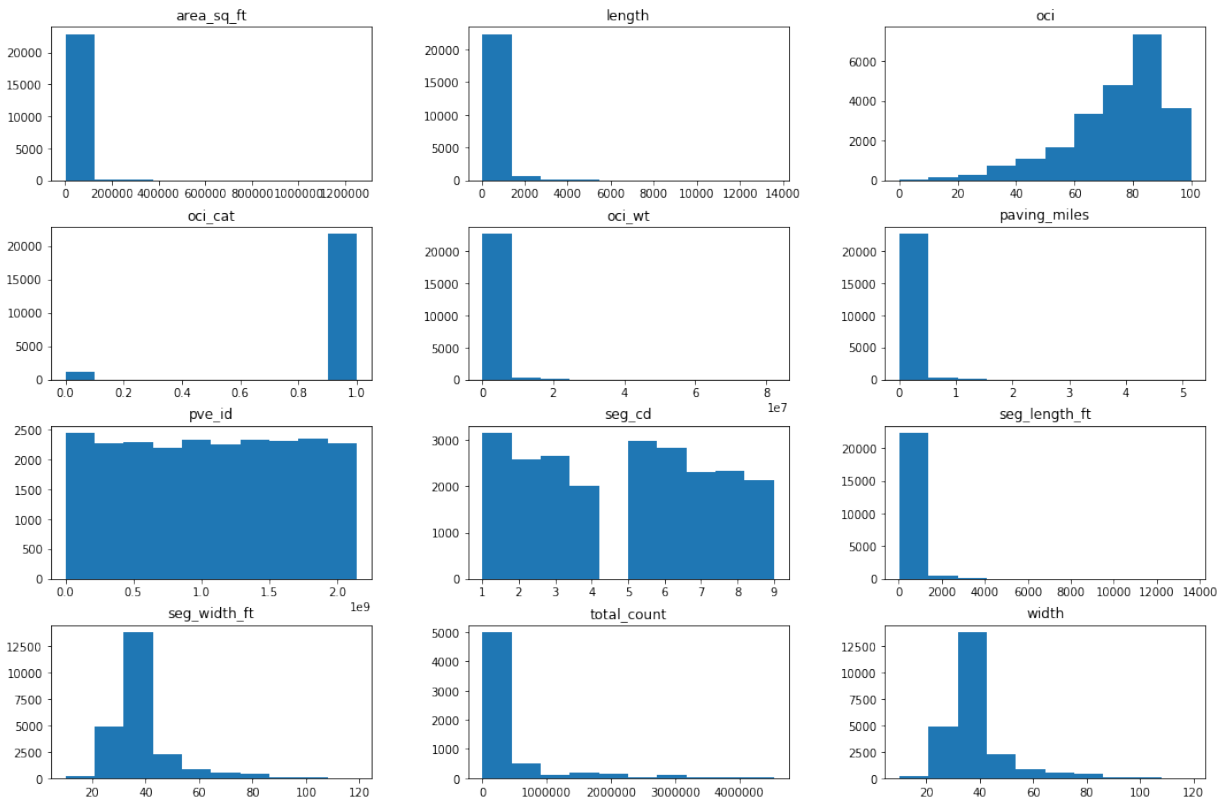 area_sq_ft
20000
15000
10000
5000
0
0 200000 400000 600000 800000 1000000 1200000
length
20000
15000
10000
5000
0
0 2000 4000 6000 8000 10000 12000 14000
oci
6000
4000
2000
0
0 20 40 60 80 100
oci_cat
20000
15000
10000
5000
0
0.0 0.2 0.4 0.6 0.8 1.0
oci_wt
20000
15000
10000
5000
0
0 2 4 6 8
1e7
paving_miles
20000
15000
10000
5000
0
0 1 2 3 4 5
pve_id
2500
2000
1500
1000
500
0
0.0 0.5 1.0 1.5 2.0
1e9
seg_cd
3000
2000
1000
0
1 2 3 4 5 6 7 8 9
seg_length_ft
20000
15000
10000
5000
0
0 2000 4000 6000 8000 10000 12000 14000
seg_width_ft
12500
10000
7500
5000
2500
0
20 40 60 80 100 120
total_count
5000
4000
3000
2000
1000
0
0 1000000 2000000 3000000 4000000
width
12500
10000
7500
5000
2500
0
20 40 60 80 100 120